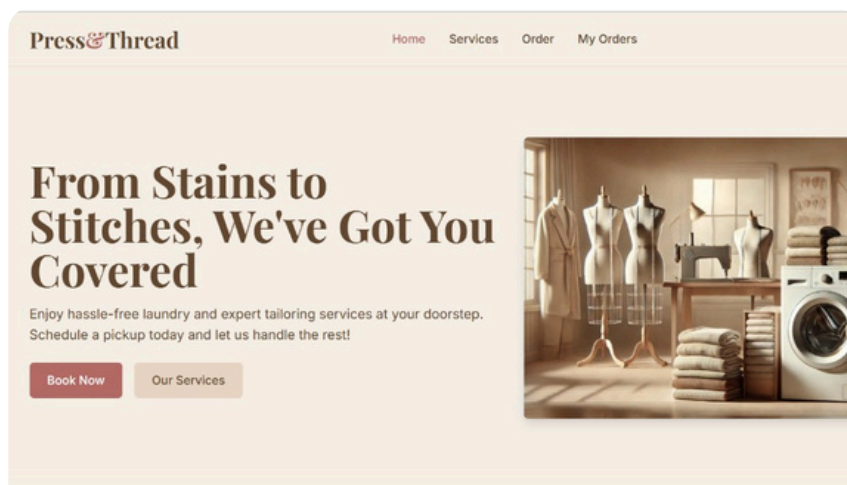 Press&Thread
Home Services Order My Orders
From Stains to
Stitches, We've Got You
Covered
Enjoy hassle-free laundry and expert tailoring services at your doorstep.
Schedule a pickup today and let us handle the rest!
Book Now Our Services